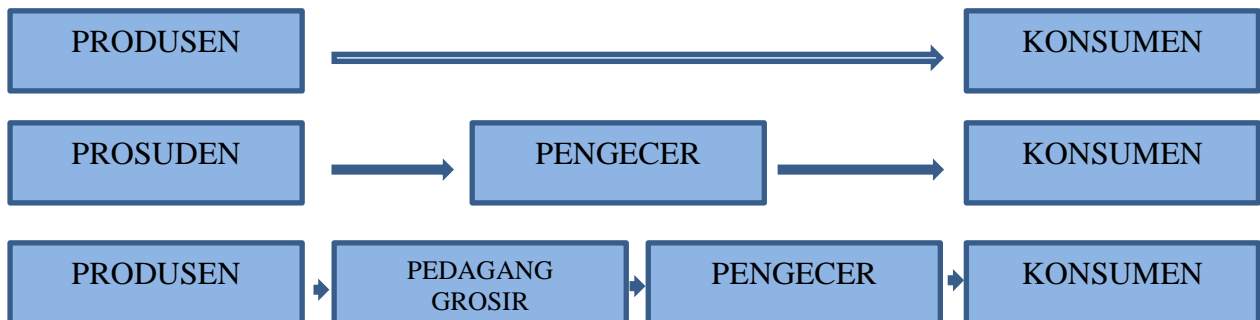 PRODUSEN KONSUMEN
PROSUDEN PENGECER KONSUMEN
PRODUSEN PEDAGANG PENGECER KONSUMEN
GROSIR